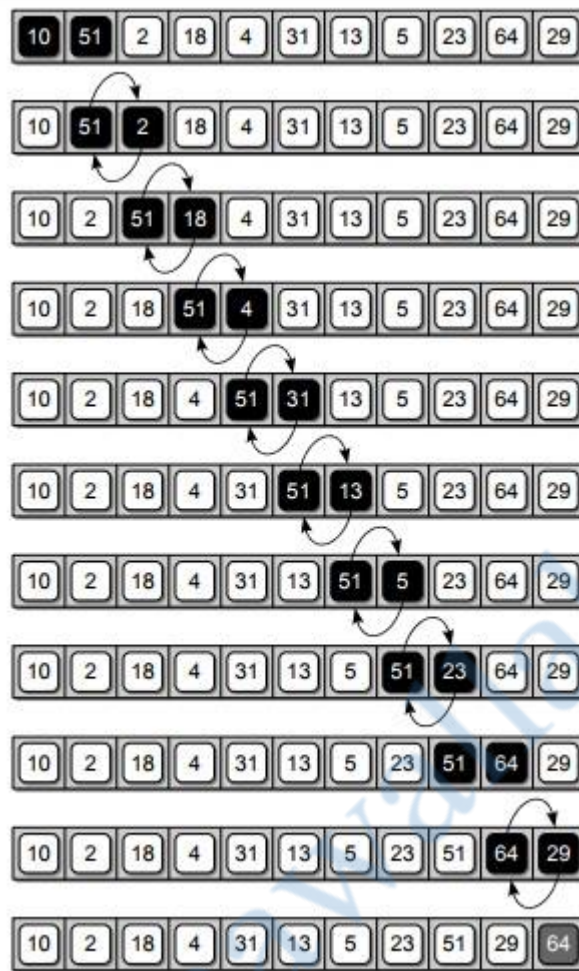 10 51 2 18 4 31 13 5 23 64 29
10 51 2 18 4 31 13 5 23 64 29
10 2 51 18 4 31 13 5 23 64 29
10 2 18 51 4 31 13 5 23 64 29
10 2 18 4 51 31 13 5 23 64 29
10 2 18 4 31 51 13 5 23 64 29
10 2 18 4 31 13 51 5 23 64 29
10 2 18 4 31 13 5 51 23 64 29
10 2 18 4 31 13 5 23 51 64 29
10 2 18 4 31 13 5 23 51 64 29
10 2 18 4 31 13 5 23 51 29 64